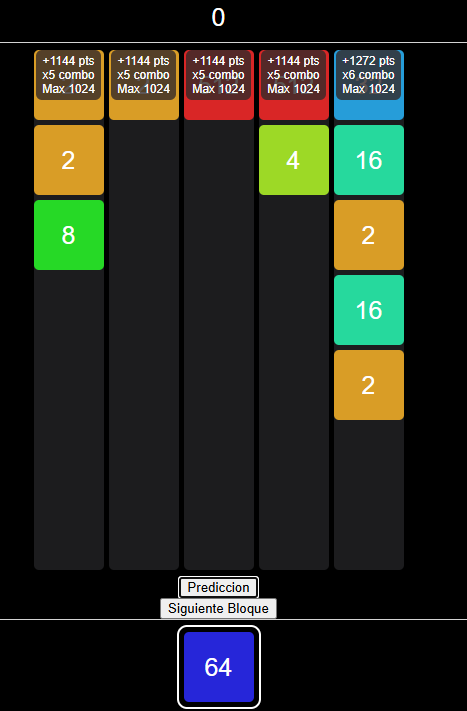 0
+1144 pts +1144 pts +1144 pts +1144 pts +1272 pts
x5 combo x5 combo x5 combo x5 combo x6 combo
Max 1024 Max 1024 Max 1024 Max 1024 Max 1024
2 4 16
8 2
16
2
Prediccion
Siguiente Bloque
64